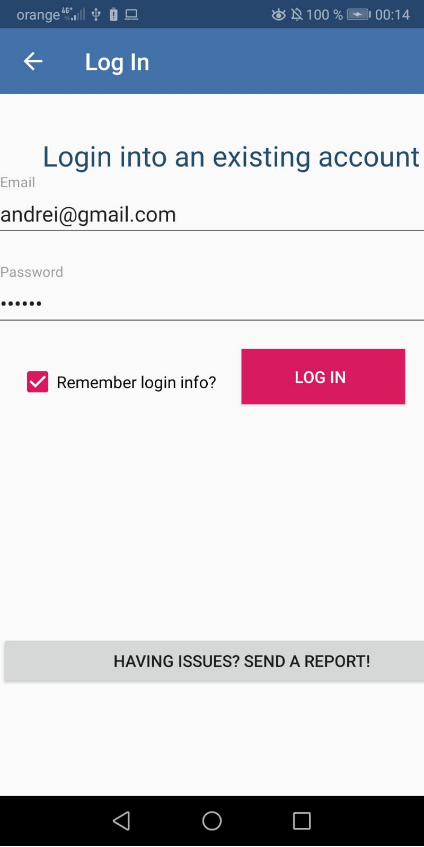 orange 4G+ 100 % 00:14
Log In
Login into an existing account
Email
andrei@gmail.com
Password
••••••
Remember login info?
LOG IN
HAVING ISSUES? SEND A REPORT!